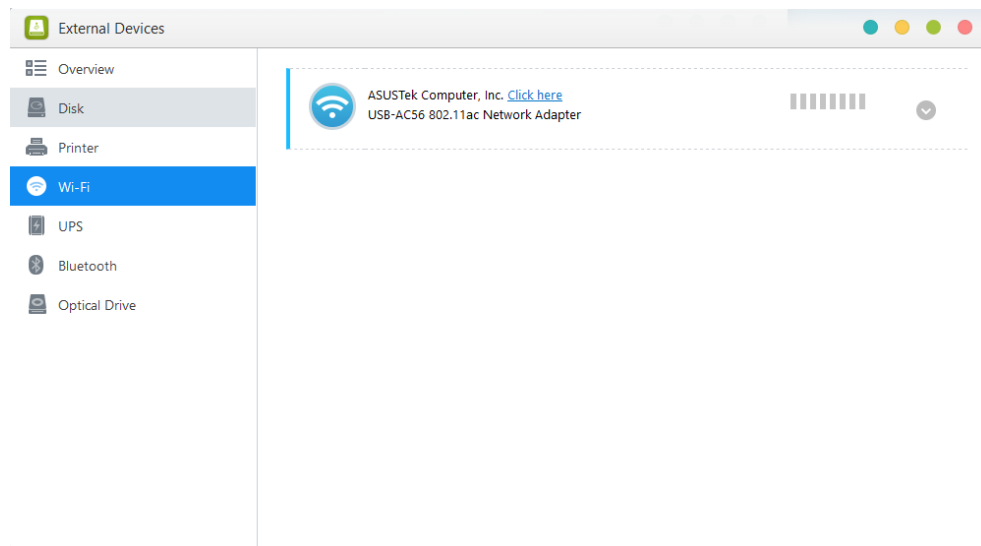 External Devices
Overview
Disk
Printer
Wi-Fi
UPS
Bluetooth
Optical Drive
ASUSTek Computer, Inc. Click here
USB-AC56 802.11ac Network Adapter